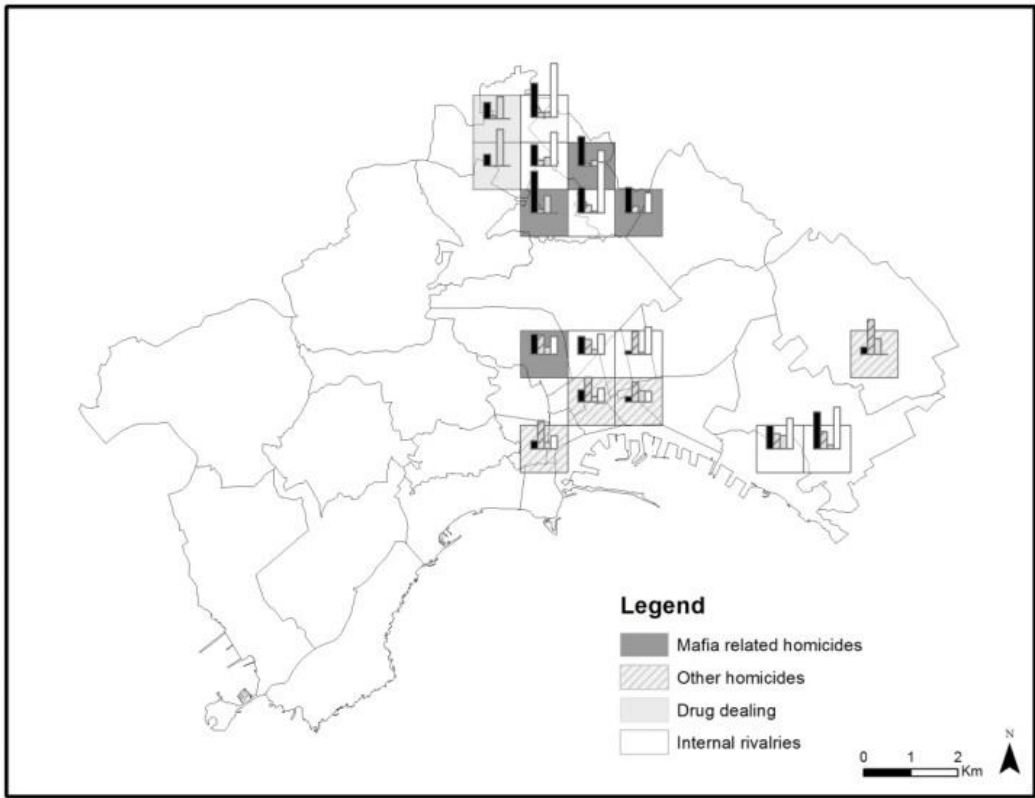 Legend
Mafia related homicides
Other homicides
Drug dealing
Internal rivalries
N
0 1 2
Km